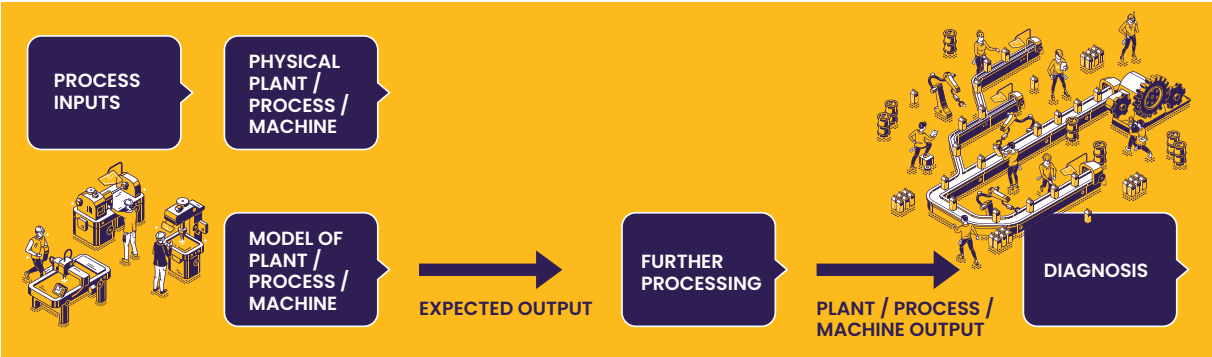 PROCESS
INPUTS
PHYSICAL
PLANT /
PROCESS /
MACHINE
MODEL OF
PLANT /
PROCESS /
MACHINE
EXPECTED OUTPUT
FURTHER
PROCESSING
PLANT / PROCESS /
MACHINE OUTPUT
DIAGNOSIS